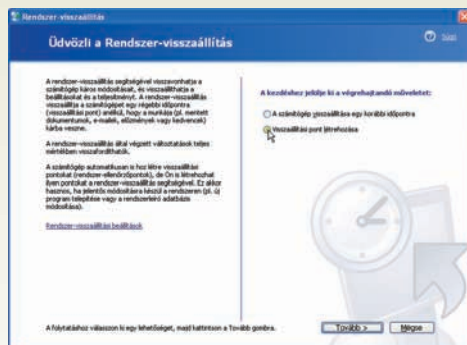 Rendszer-visszaállítás
Üdvözli a Rendszer-visszaállítás
Súgó
A rendszer-visszaállítás segítségével visszavonhatja a
számítógép káros módosításait, és visszaállíthatja a
beállításokat és a teljesítményt. A rendszer-visszaállítás
visszaállítja a számítógépet egy régebbi időpontra
(visszaállítási pont) anélkül, hogy a munkája (pl. mentett
dokumentumok, e-mailek, előzmények vagy kedvencek)
kárba veszne.
A rendszer-visszaállítás által végzett változtatások teljes
mértékben visszafordíthatók.
A számítógép automatikusan is hoz létre visszaállítási
pontokat (rendszer-ellenőrzőpontok), de Ön is létrehozhat
ilyen pontokat a rendszer-visszaállítás segítségével. Ez akkor
hasznos, ha jelentős módosításra készül a rendszeren (pl. új
program telepítése vagy a rendszerleíró adatbázis
módosítása).
Rendszer-visszaállítás beállítások
A kezdéshez jelölje ki a végrehajtandó műveletet:
A számítógép visszaállítása egy korábbi időpontra
Visszaállítási pont létrehozása
A folytatáshoz válasszon ki egy lehetőséget, majd kattintson a Tovább gombra.
Tovább >
Mégse